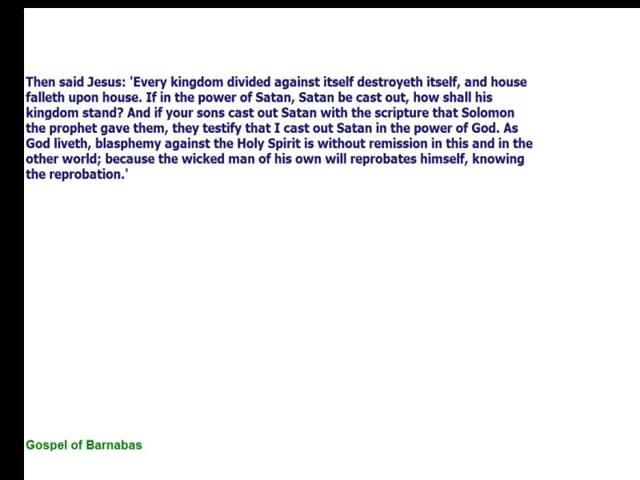 Then said Jesus: 'Every kingdom divided against itself destroyeth itself, and house
falleth upon house. If in the power of Satan, Satan be cast out, how shall his
kingdom stand? And if your sons cast out Satan with the scripture that Solomon
the prophet gave them, they testify that I cast out Satan in the power of God. As
God liveth, blasphemy against the Holy Spirit is without remission in this and in the
other world; because the wicked man of his own will reprobates himself, knowing
the reprobation.'
Gospel of Barnabas